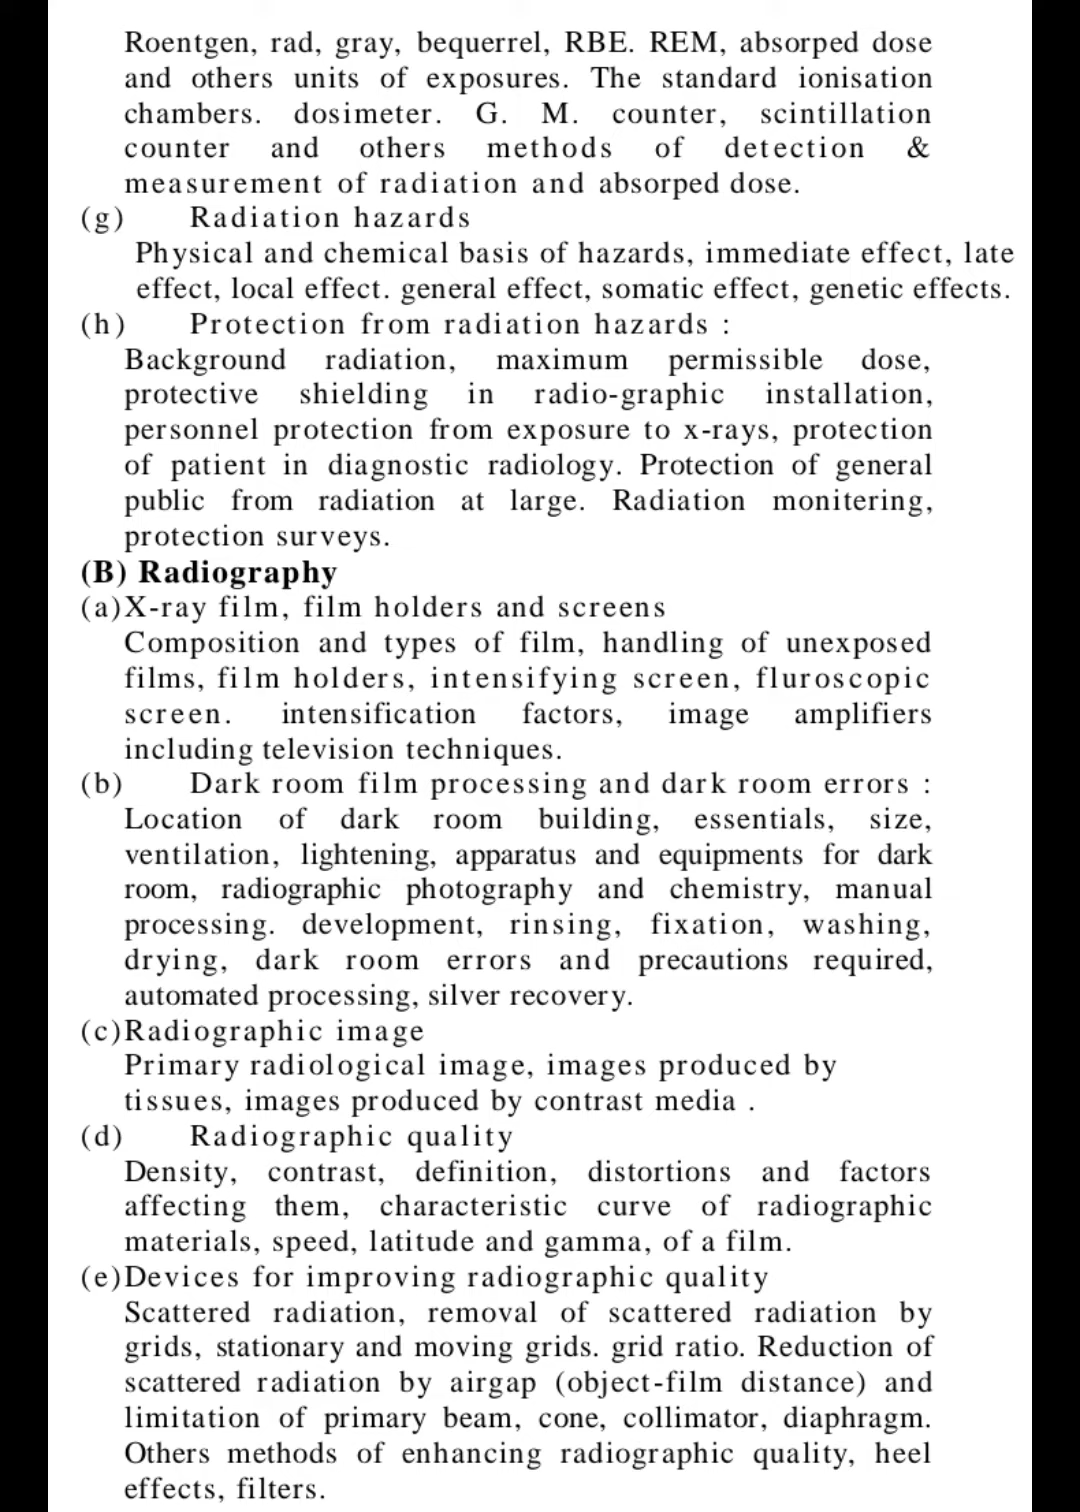 Roentgen, rad, gray, bequerrel, RBE. REM, absorped dose
and others units of exposures. The standard ionisation
chambers. dosimeter. G. M. counter, scintillation
counter and others methods of detection &
measurement of radiation and absorped dose.
(g) Radiation hazards
Physical and chemical basis of hazards, immediate effect, late
effect, local effect. general effect, somatic effect, genetic effects.
(h) Protection from radiation hazards :
Background radiation, maximum permissible dose,
protective shielding in radio-graphic installation,
personnel protection from exposure to x-rays, protection
of patient in diagnostic radiology. Protection of general
public from radiation at large. Radiation monitering,
protection surveys.
(B) Radiography
(a)X-ray film, film holders and screens
Composition and types of film, handling of unexposed
films, film holders, intensifying screen, fluroscopic
screen. intensification factors, image amplifiers
including television techniques.
(b) Dark room film processing and dark room errors :
Location of dark room building, essentials, size,
ventilation, lightening, apparatus and equipments for dark
room, radiographic photography and chemistry, manual
processing. development, rinsing, fixation, washing,
drying, dark room errors and precautions required,
automated processing, silver recovery.
(c)Radiographic image
Primary radiological image, images produced by
tissues, images produced by contrast media .
(d) Radiographic quality
Density, contrast, definition, distortions and factors
affecting them, characteristic curve of radiographic
materials, speed, latitude and gamma, of a film.
(e)Devices for improving radiographic quality
Scattered radiation, removal of scattered radiation by
grids, stationary and moving grids. grid ratio. Reduction of
scattered radiation by airgap (object-film distance) and
limitation of primary beam, cone, collimator, diaphragm.
Others methods of enhancing radiographic quality, heel
effects, filters.